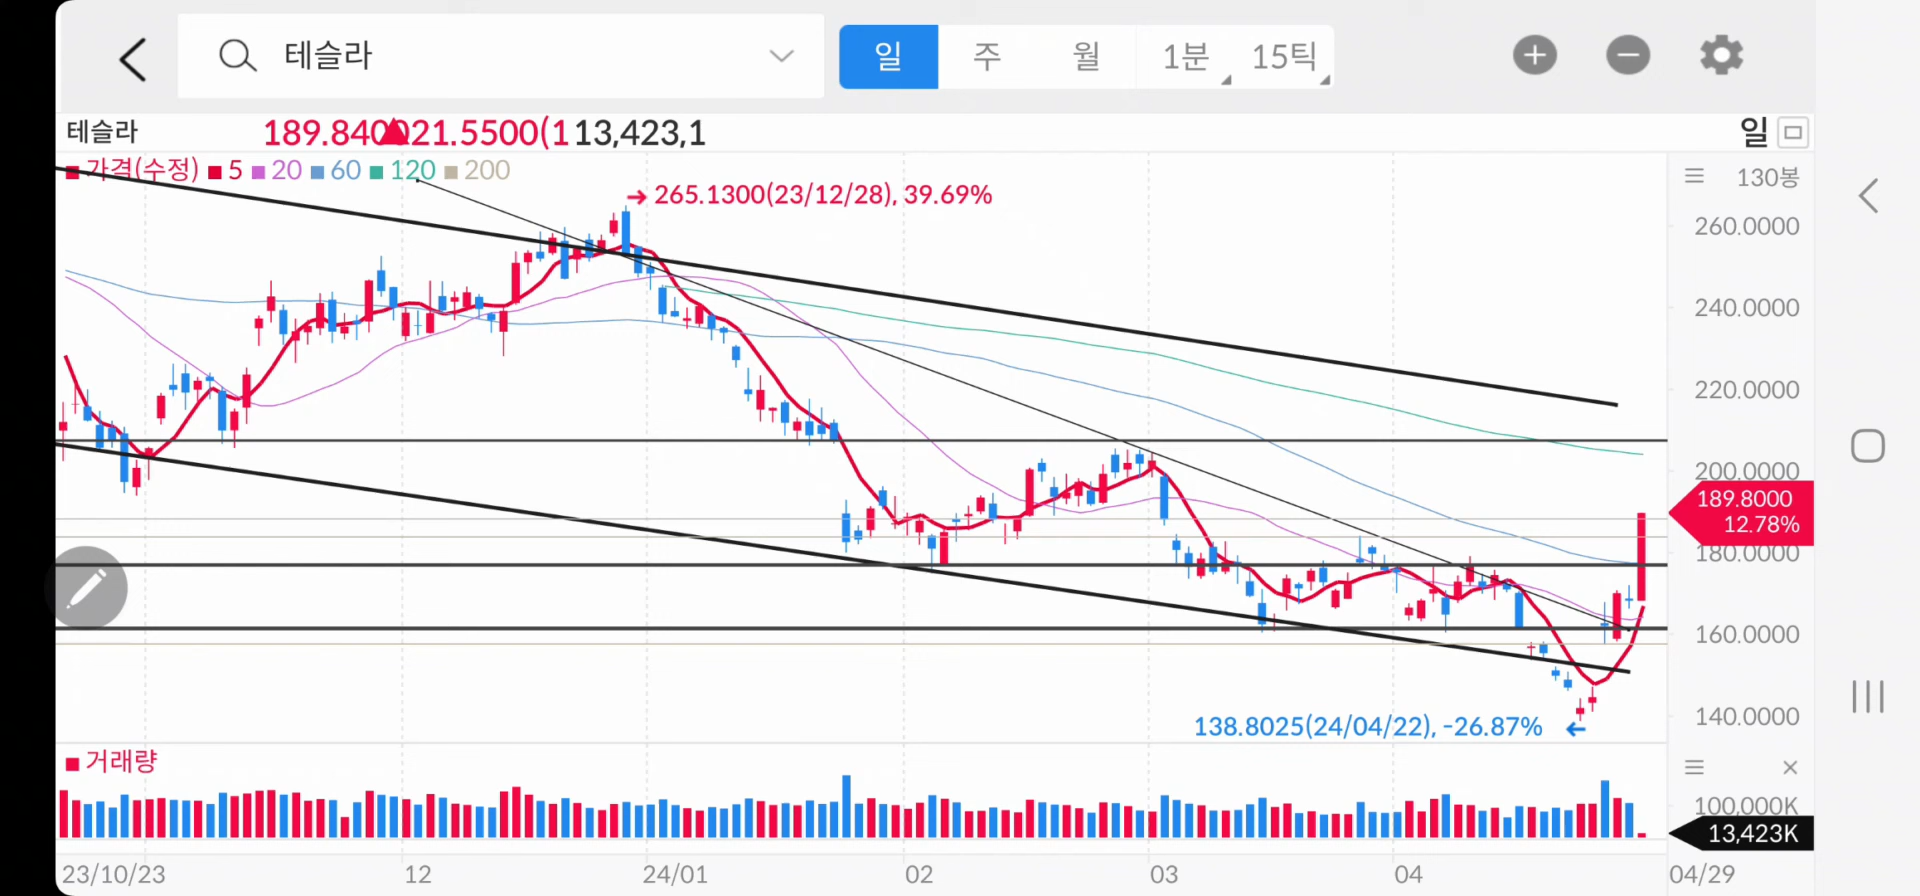 테슬라
일 주 월 1분 15틱
테슬라 189.840021.5500(113,423,1 일
가격(수정) 5 20 60 120 200 130봉
265.1300(23/12/28), 39.69%
260.0000
240.0000
220.0000
200.0000
189.8000
12.78%
180.0000
160.0000
140.0000
138.8025(24/04/22), -26.87%
거래량
100,000K
13,423K
23/10/23 12 24/01 02 03 04 04/29